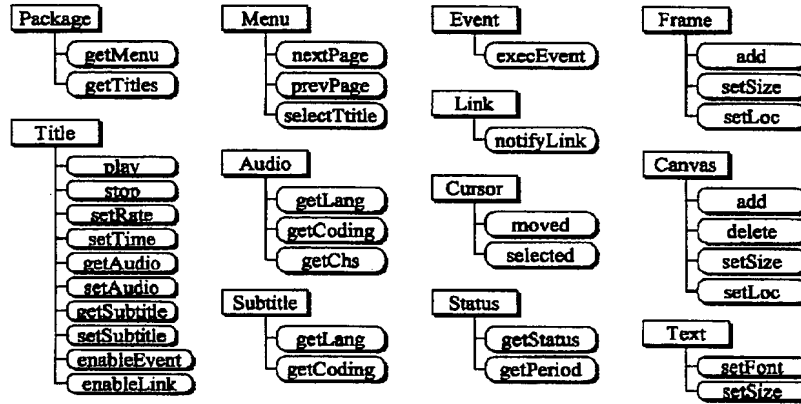 Package
getMenu
getTitles
Title
play
stop
setRate
setTime
getAudio
setAudio
getSubtitle
setSubtitle
enableEvent
enableLink
Menu
nextPage
prevPage
selectTtitle
Audio
getLang
getCoding
getChs
Subtitle
getLang
getCoding
Event
execEvent
Link
notifyLink
Cursor
moved
selected
Status
getStatus
getPeriod
Frame
add
setSize
setLoc
Canvas
add
delete
setSize
setLoc
Text
setFont
setSize